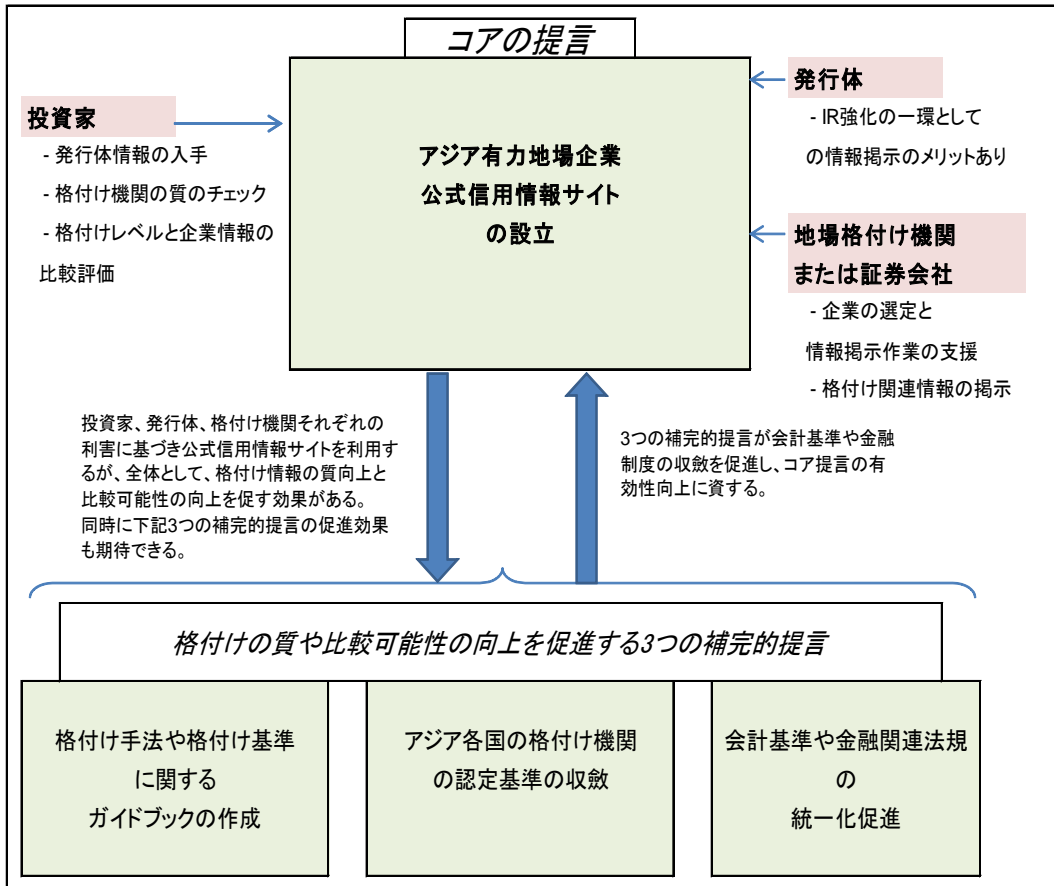 コアの提言
投資家
- 発行体情報の入手
- 格付け機関の質のチェック
- 格付けレベルと企業情報の
比較評価
アジア有力地場企業
公式信用情報サイト
の設立
発行体
- IR強化の一環として
の情報掲示のメリットあり
地場格付け機関
または証券会社
- 企業の選定と
情報掲示作業の支援
- 格付け関連情報の掲示
投資家、発行体、格付け機関それぞれの
利害に基づき公式信用情報サイトを利用す
るが、全体として、格付け情報の質向上と
比較可能性の向上を促す効果がある。
同時に下記3つの補完的提言の促進効果
も期待できる。
3つの補完的提言が会計基準や金融
制度の収斂を促進し、コア提言の有
効性向上に資する。
格付けの質や比較可能性の向上を促進する3つの補完的提言
格付け手法や格付け基準
に関する
ガイドブックの作成
アジア各国の格付け機関
の認定基準の収斂
会計基準や金融関連法規
の
統一化促進